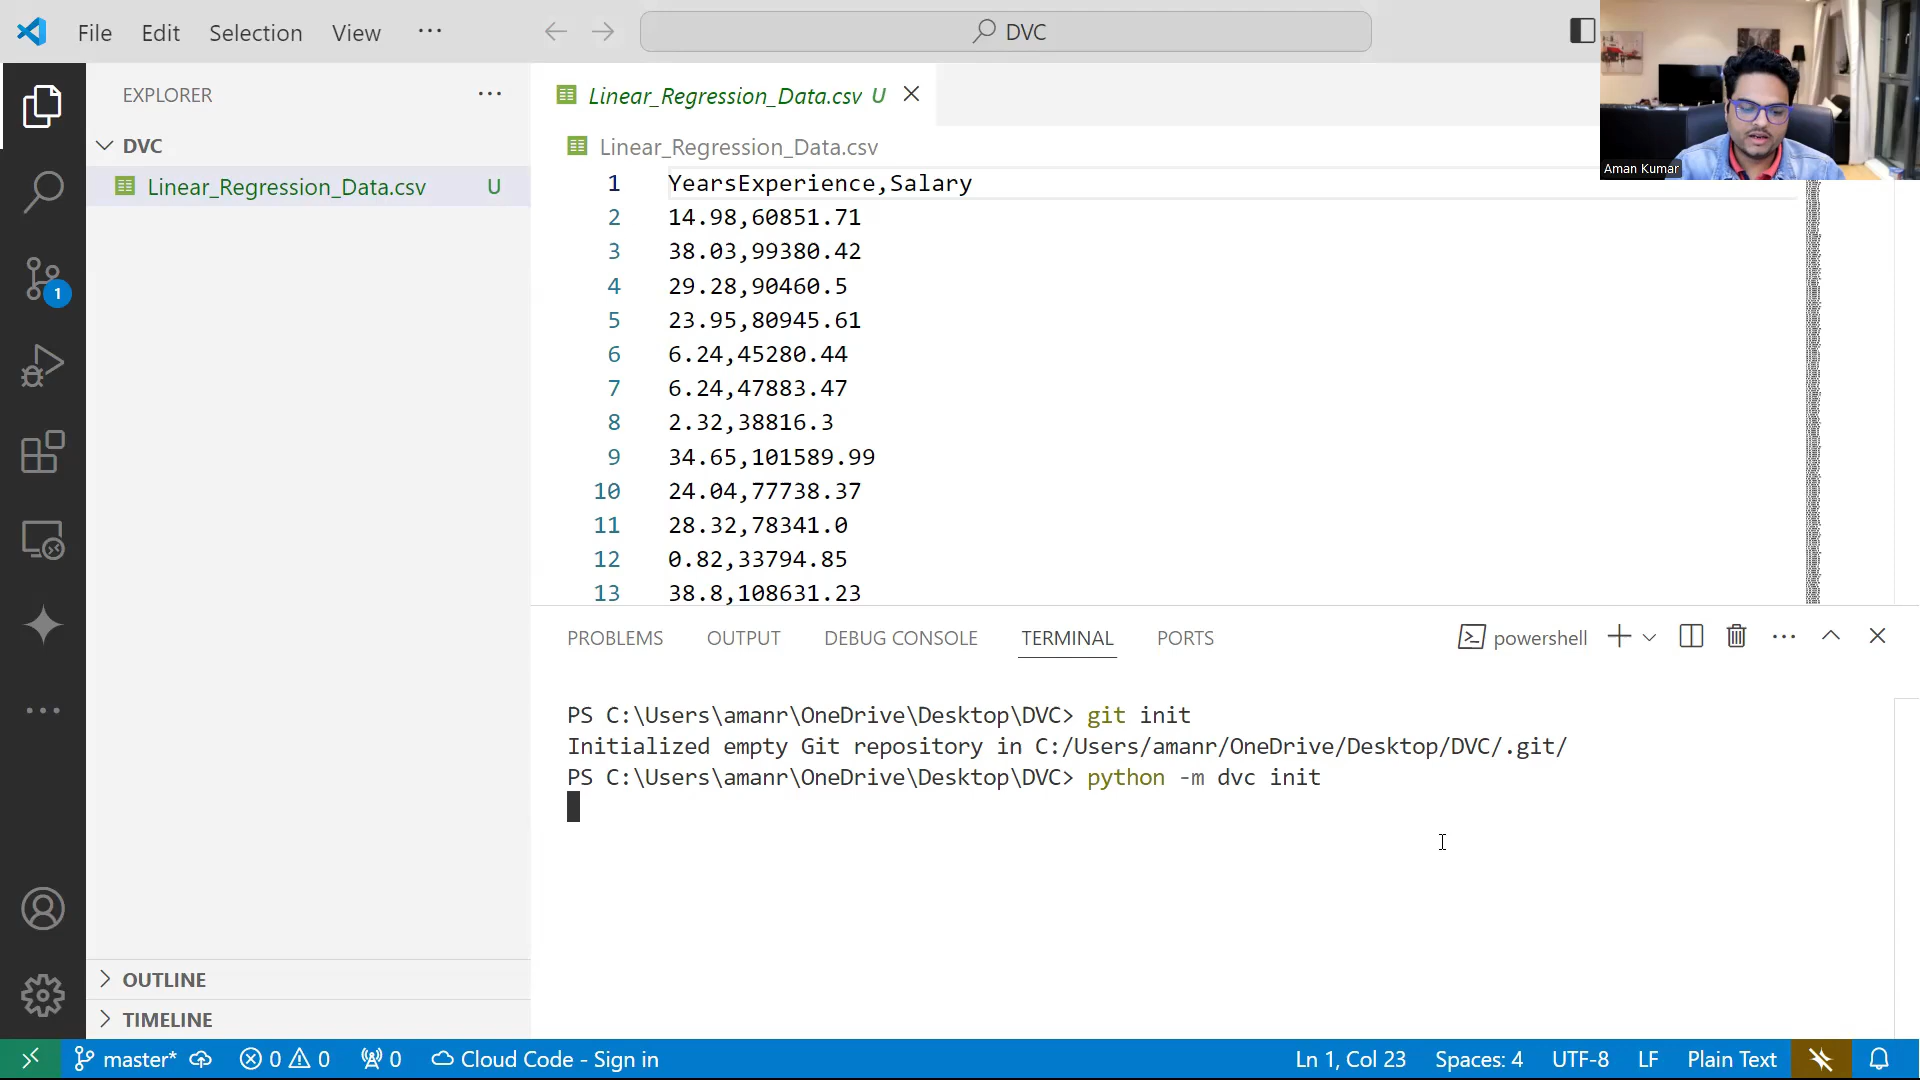 File Edit Selection View ···
DVC
Aman Kumar
EXPLORER
DVC
Linear_Regression_Data.csv U
OUTLINE
TIMELINE
1
Linear_Regression_Data.csv U
Linear_Regression_Data.csv
1 YearsExperience,Salary
2 14.98,60851.71
3 38.03,99380.42
4 29.28,90460.5
5 23.95,80945.61
6 6.24,45280.44
7 6.24,47883.47
8 2.32,38816.3
9 34.65,101589.99
10 24.04,77738.37
11 28.32,78341.0
12 0.82,33794.85
13 38.8,108631.23
PROBLEMS OUTPUT DEBUG CONSOLE TERMINAL PORTS powershell
PS C:\Users\amanr\OneDrive\Desktop\DVC> git init
Initialized empty Git repository in C:/Users/amanr/OneDrive/Desktop/DVC/.git/
PS C:\Users\amanr\OneDrive\Desktop\DVC> python -m dvc init
master* 0 0 0 Cloud Code - Sign in Ln 1, Col 23 Spaces: 4 UTF-8 LF Plain Text